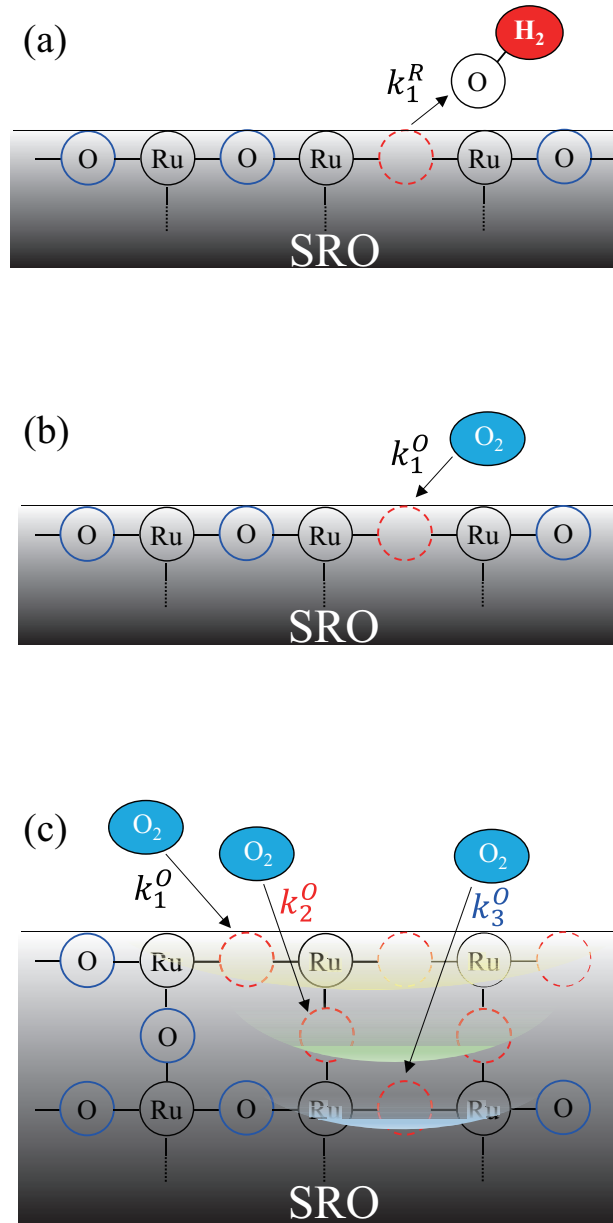 (a)
H₂
O
k₁ᴿ
O Ru O Ru Ru O
SRO
(b)
O₂
k₁ᴼ
O Ru O Ru Ru O
SRO
(c)
O₂ O₂ O₂
k₁ᴼ k₂ᴼ k₃ᴼ
O Ru Ru Ru
O
O Ru O Ru Ru O
SRO